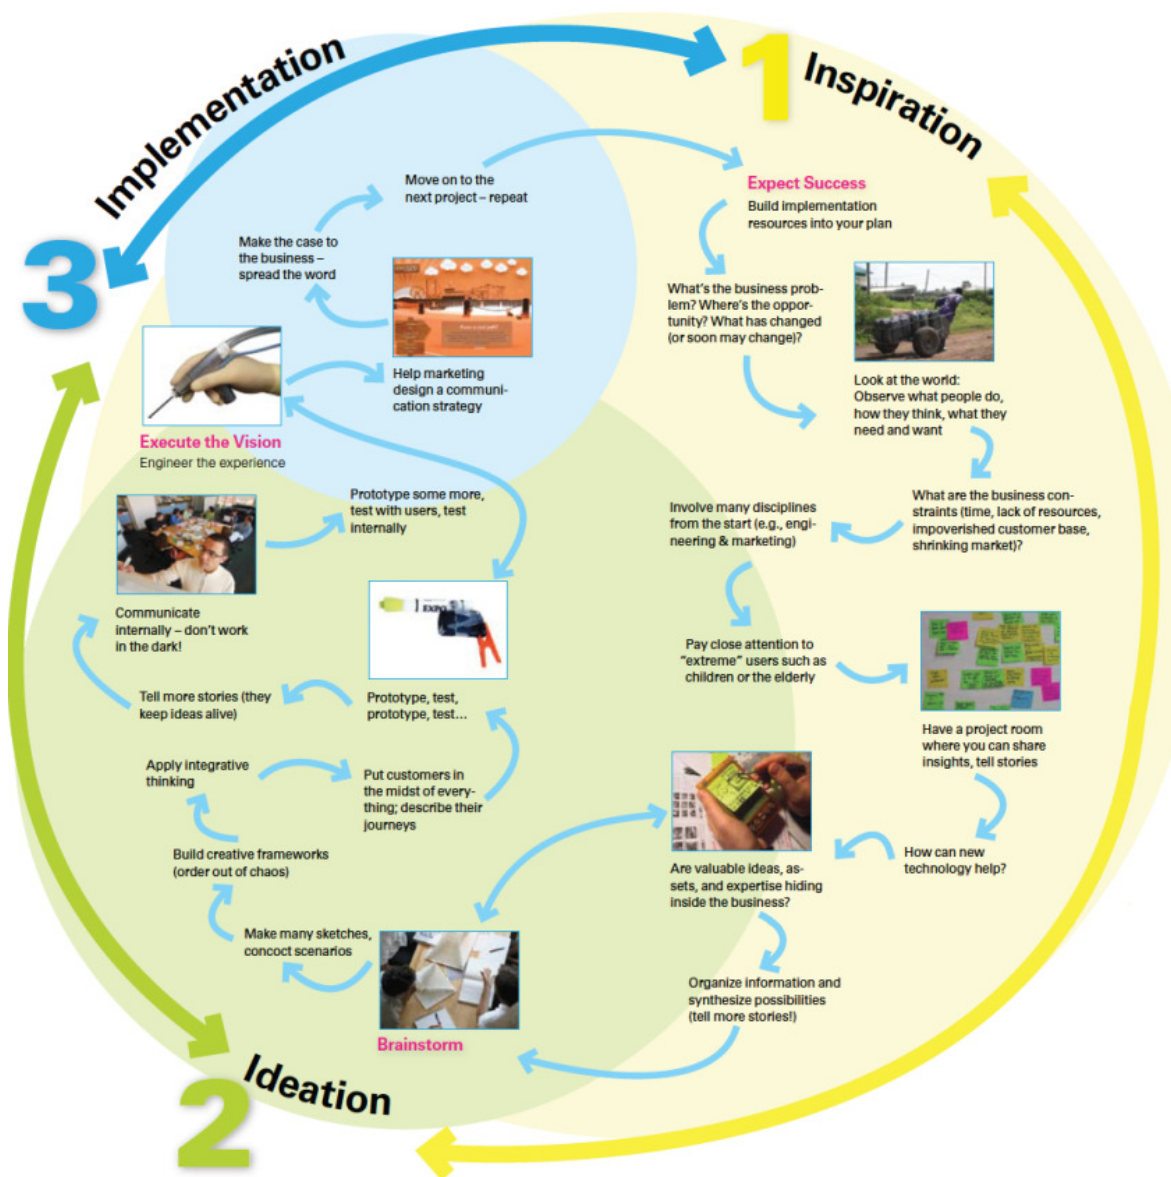 1
Inspiration
Expect Success
Build implementation
resources into your plan
What's the business prob-
lem? Where's the oppor-
tunity? What has changed
(or soon may change)?
Look at the world:
Observe what people do,
how they think, what they
need and want
What are the business con-
straints (time, lack of resources,
impoverished customer base,
shrinking market)?
Involve many disciplines
from the start (e.g., engi-
neering & marketing)
Pay close attention to
"extreme" users such as
children or the elderly
Have a project room
where you can share
insights, tell stories
How can new
technology help?
Are valuable ideas, as-
sets, and expertise hiding
inside the business?
Organize information and
synthesize possibilities
(tell more stories!)
2
Ideation
Brainstorm
Make many sketches,
concoct scenarios
Build creative frameworks
(order out of chaos)
Apply integrative
thinking
Put customers in
the midst of every-
thing; describe their
journeys
EXPO
Prototype, test,
prototype, test...
Tell more stories (they
keep ideas alive)
Communicate
internally – don't work
in the dark!
Prototype some more,
test with users, test
internally
3
Implementation
Execute the Vision
Engineer the experience
Help marketing
design a communi-
cation strategy
Make the case to
the business –
spread the word
Move on to the
next project – repeat